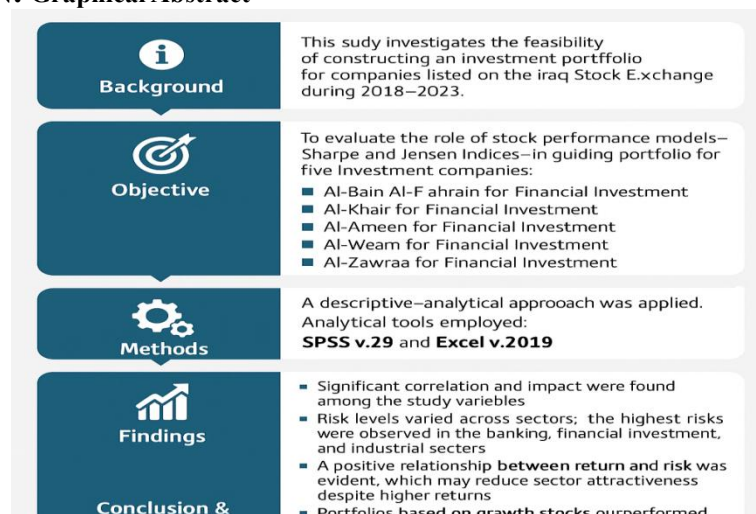 Graphical Abstract
Background
This sudy investigates the feasibility
of constructing an investment portffolio
for companies listed on the iraq Stock E.xchange
during 2018–2023.
Objective
To evaluate the role of stock performance models–
Sharpe and Jensen Indices–in guiding portfolio for
five Investment companies:
■ Al-Bain Al-F ahrain for Financial Investment
■ Al-Khair for Financial Investment
■ Al-Ameen for Financial Investment
■ Al-Weam for Financial Investment
■ Al-Zawraa for Financial Investment
Methods
A descriptive–analytical approoach was applied.
Analytical tools employed:
SPSS v.29 and Excel v.2019
Findings
▪ Significant correlation and impact were found
among the study variables
▪ Risk levels varied across sectors; the highest risks
were observed in the banking, financial investment,
and industrial secters
▪ A positive relationship between return and risk was
evident, which may reduce sector attractiveness
despite higher returns
Conclusion &
▪ Portfolios based on growth stocks ourperformed